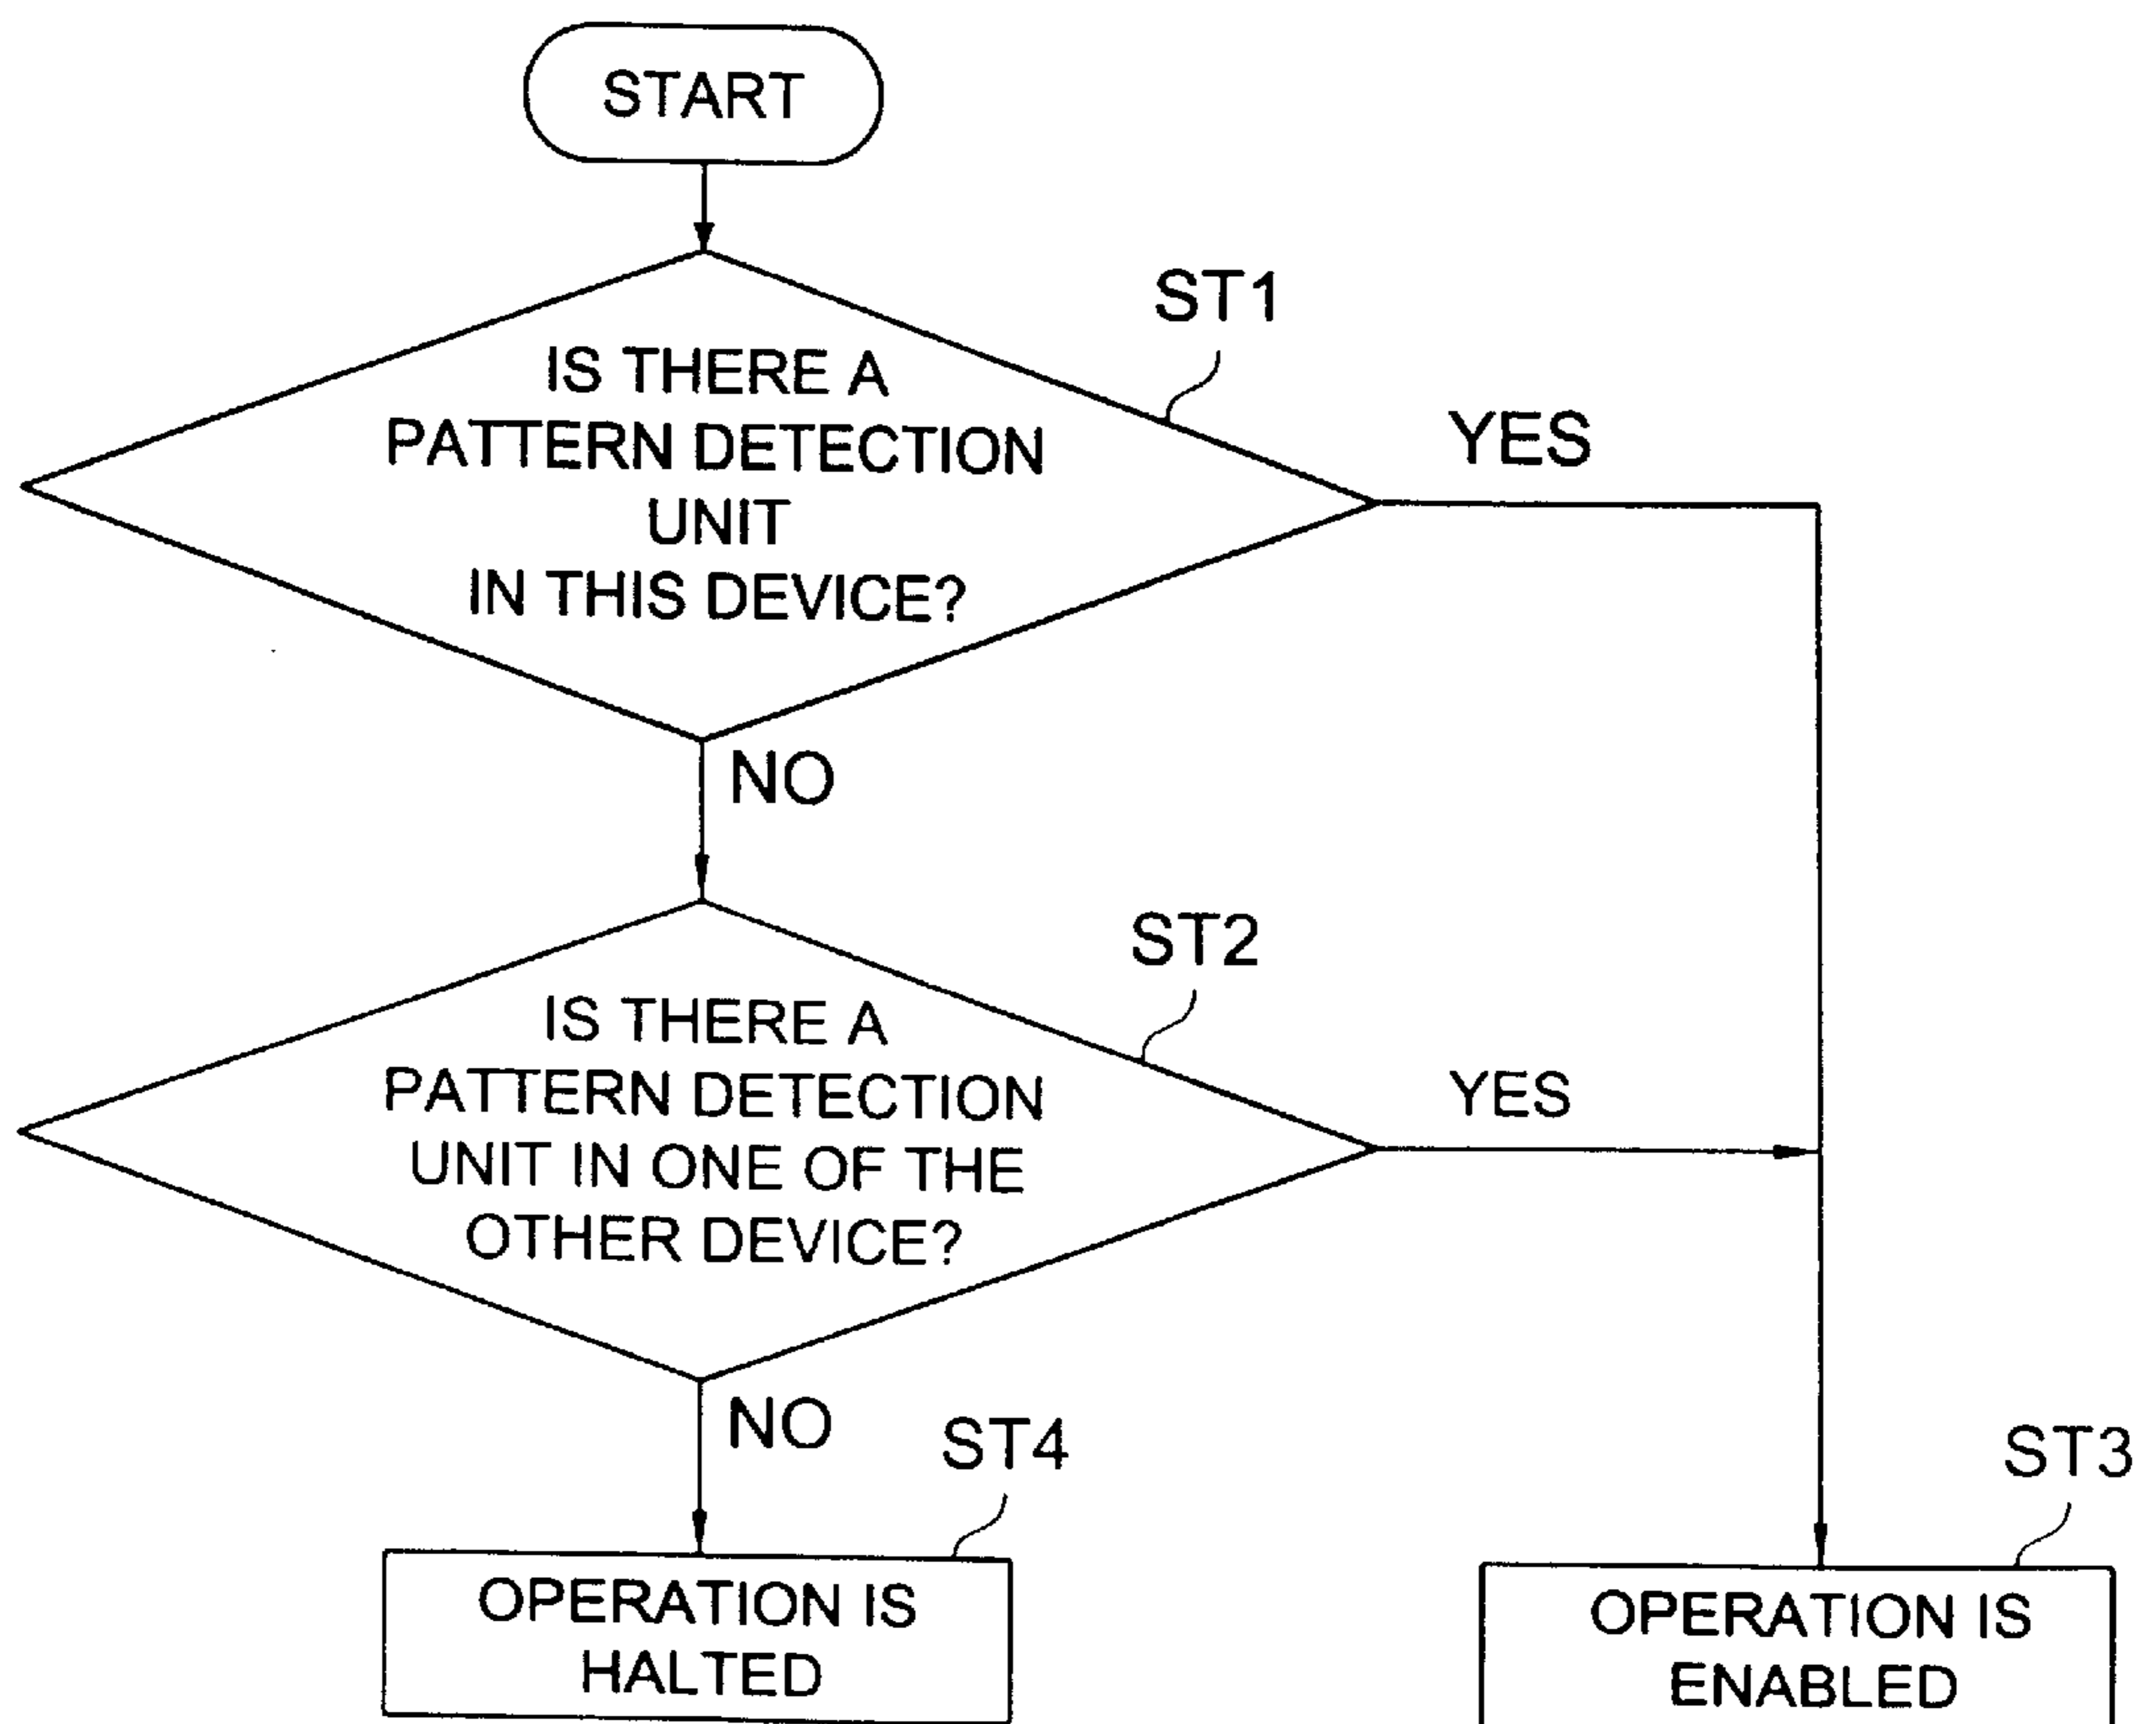 START
ST1
IS THERE A
PATTERN DETECTION
UNIT
IN THIS DEVICE?
YES
NO
ST2
IS THERE A
PATTERN DETECTION
UNIT IN ONE OF THE
OTHER DEVICE?
YES
NO
ST4
OPERATION IS
HALTED
ST3
OPERATION IS
ENABLED